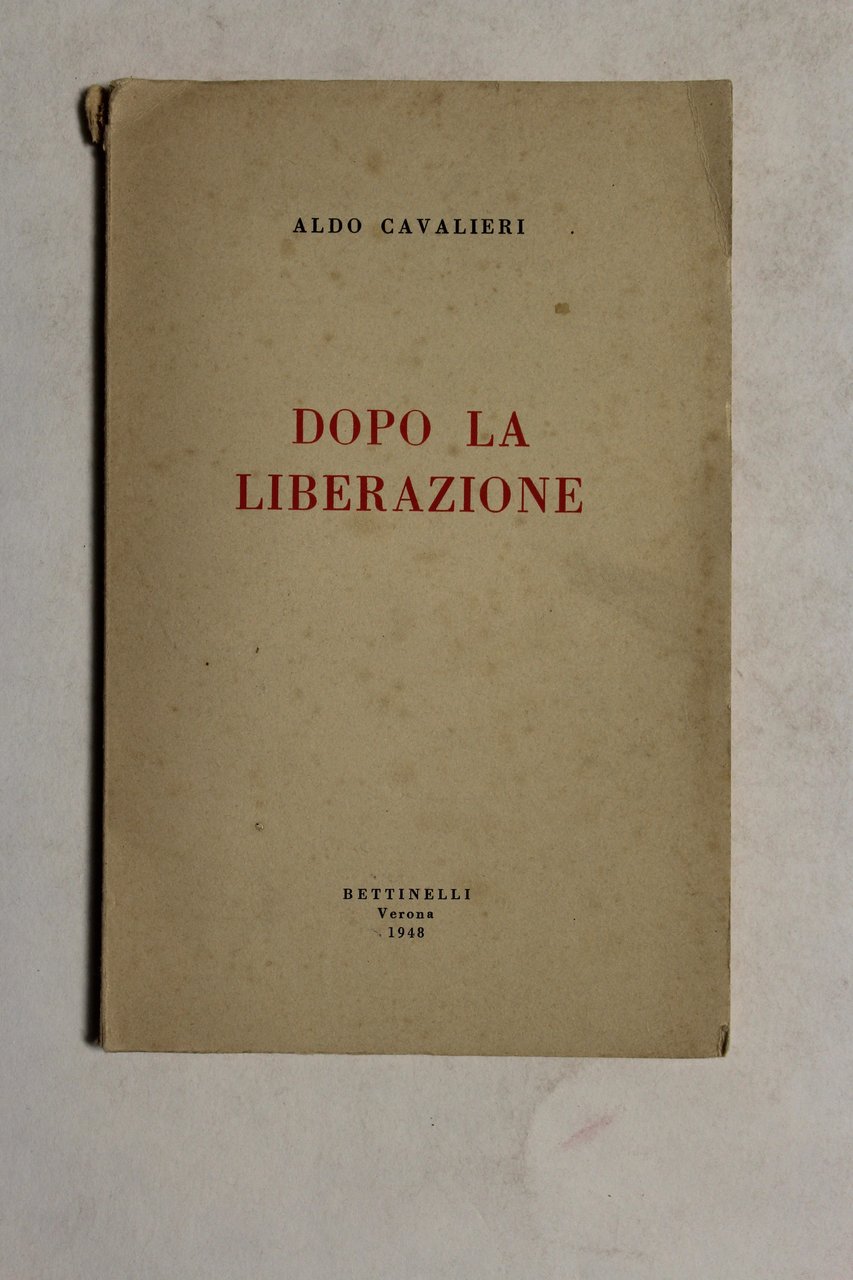 ALDO CAVALIERI
DOPO LA
LIBERAZIONE
BETTINELLI
Verona
1948